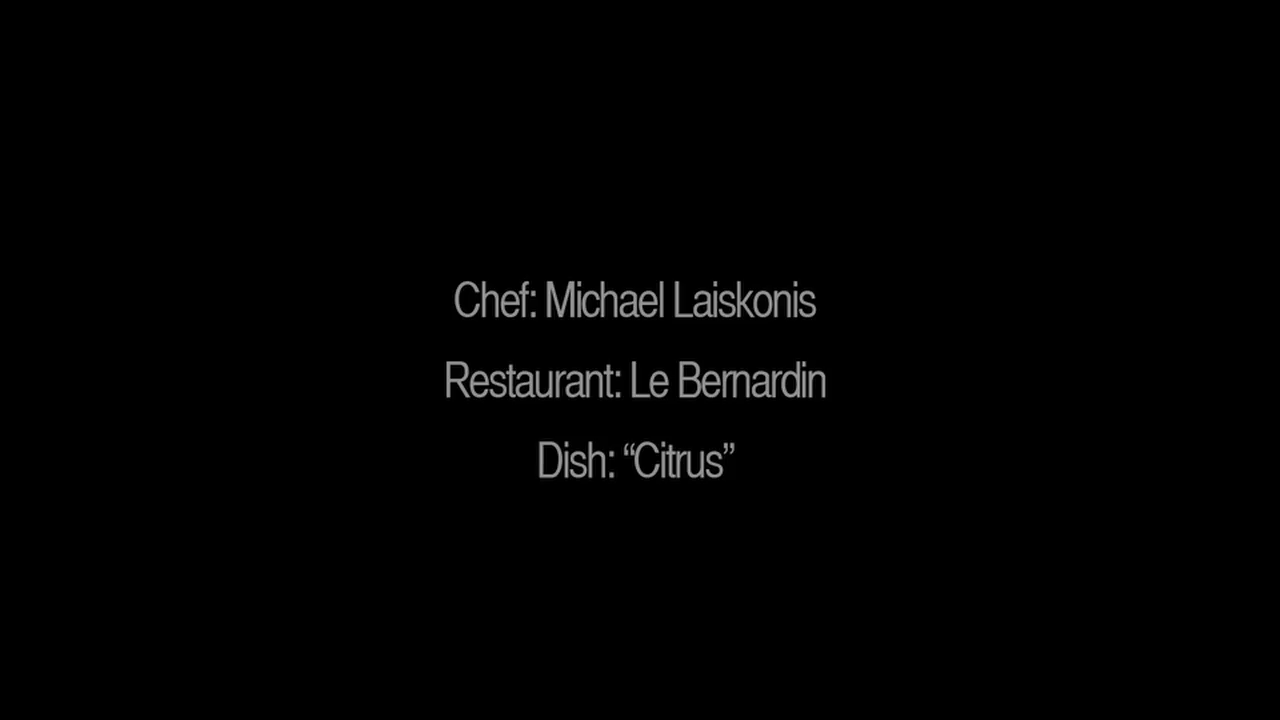 Chef: Michael Laiskonis
Restaurant: Le Bernardin
Dish: “Citrus”